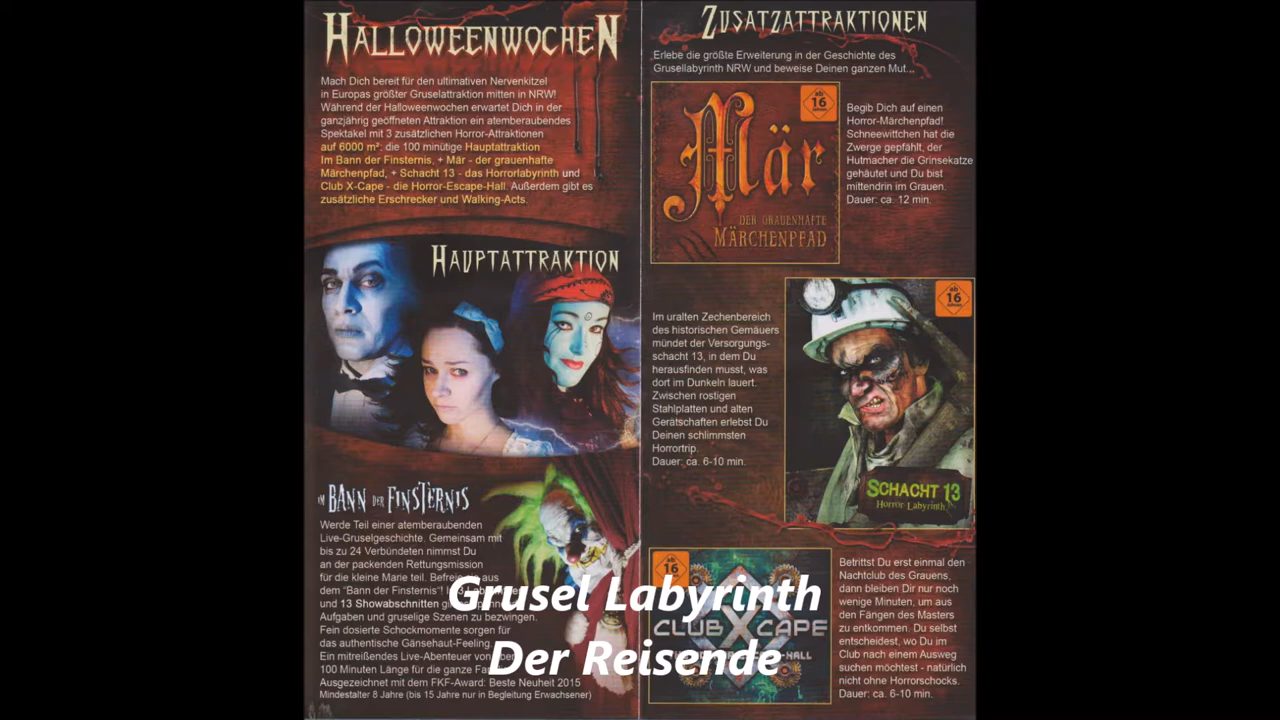 HALLOWEENWOCHEN
Mach Dich bereit für den ultimativen Nervenkitzel
in Europas größter Gruselattraktion mitten in NRW!
Während der Halloweenwochen erwartet Dich in der
ganzjährig geöffneten Attraktion ein atemberaubendes
Spektakel mit 3 zusätzlichen Horror-Attraktionen
auf 6000 m²: die 100 minütige Hauptattraktion
Im Bann der Finsternis, + Mär - der grauenhafte
Märchenpfad, + Schacht 13 - das Horrorlabyrinth und
Club X-Cape - die Horror-Escape-Hall. Außerdem gibt es
zusätzliche Erschrecker und Walking-Acts.
HAUPTATTRAKTION
IM BANN DER FINSTERNIS
Werde Teil einer atemberaubenden
Live-Gruselgeschichte. Gemeinsam mit
bis zu 24 Verbündeten nimmst Du
an der packenden Rettungsmission
für die kleine Marie teil. Befreie aus
dem "Bann der Finsternis"!
und 13 Showabschnitten
Aufgaben und gruselige Szenen zu bezwingen.
Fein dosierte Schockmomente sorgen für
das authentische Gänsehaut-Feeling.
Ein mitreißendes Live-Abenteuer von
100 Minuten Länge für die ganze
Ausgezeichnet mit dem FKF-Award: Beste Neuheit 2015
Mindestalter 8 Jahre (bis 15 Jahre nur in Begleitung Erwachsener)
ZUSATZATTRAKTIONEN
Erlebe die größte Erweiterung in der Geschichte des
Grusellabyrinth NRW und beweise Deinen ganzen Mut...
ab
16
Jahren
Mär
DER GRAUENHAFTE
MÄRCHENPFAD
Begib Dich auf einen
Horror-Märchenpfad!
Schneewittchen hat die
Zwerge gepfählt, der
Hutmacher die Grinsekatze
gehäutet und Du bist
mittendrin im Grauen.
Dauer: ca. 12 min.
Im uralten Zechenbereich
des historischen Gemäuers
mündet der Versorgungs-
schacht 13, in dem Du
herausfinden musst, was
dort im Dunkeln lauert.
Zwischen rostigen
Stahlplatten und alten
Gerätschaften erlebst Du
Deinen schlimmsten
Horrortrip.
Dauer: ca. 6-10 min.
ab
16
Jahren
SCHACHT 13
Horror Labyrinth
ab
16
CLUB X CAPE
HALL
Betrittst Du erst einmal den
Nachtclub des Grauens,
dann bleiben Dir nur noch
wenige Minuten, um aus
den Fängen des Masters
zu entkommen. Du selbst
entscheidest, wo Du im
Club nach einem Ausweg
suchen möchtest - natürlich
nicht ohne Horrorschocks.
Dauer: ca. 6-10 min.
Grusel Labyrinth
Der Reisende